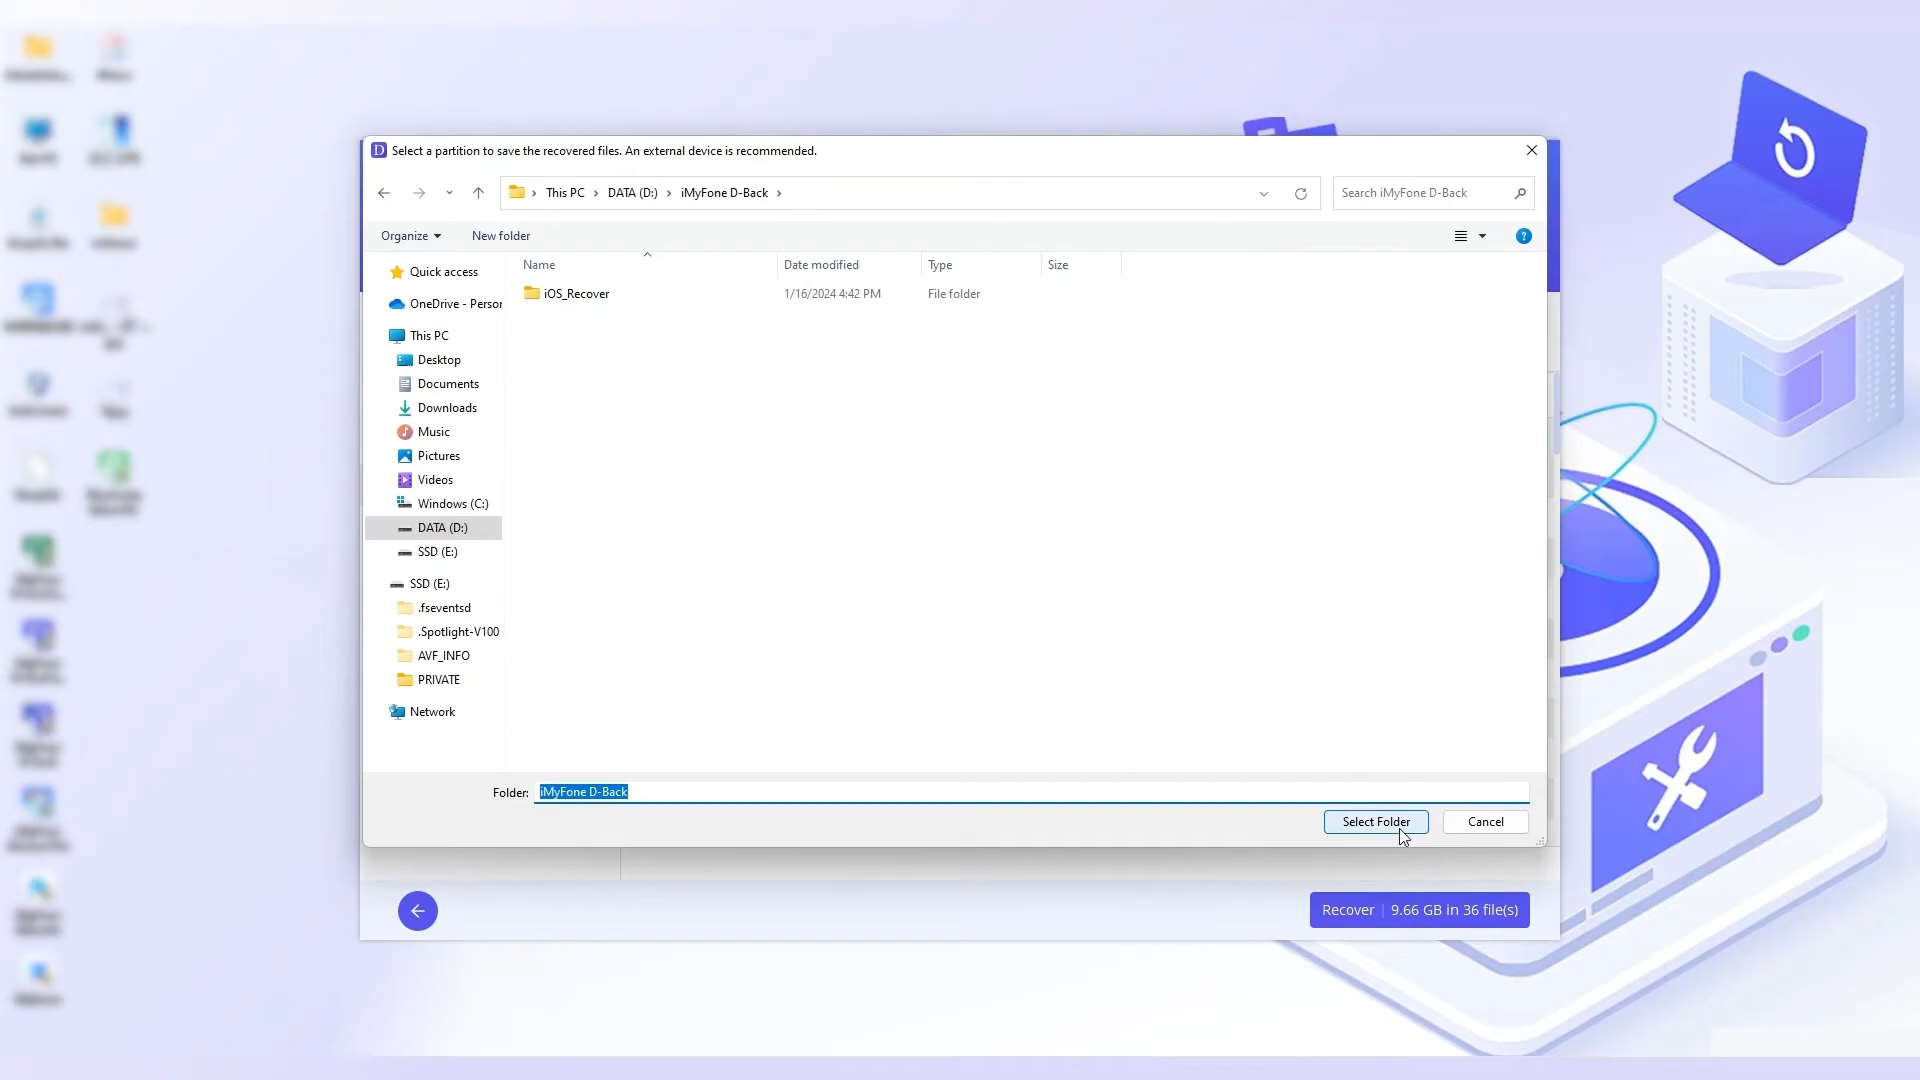 Select a partition to save the recovered files. An external device is recommended.
This PC > DATA (D:) > iMyFone D-Back >
Search iMyFone D-Back
Organize
New folder
Name
Date modified
Type
Size
iOS_Recover
1/16/2024 4:42 PM
File folder
Quick access
OneDrive - Person
This PC
Desktop
Documents
Downloads
Music
Pictures
Videos
Windows (C:)
DATA (D:)
SSD (E:)
SSD (E:)
.fseventsd
.Spotlight-V100
AVF_INFO
PRIVATE
Network
Folder:
iMyFone D-Back
Select Folder
Cancel
Recover | 9.66 GB in 36 file(s)